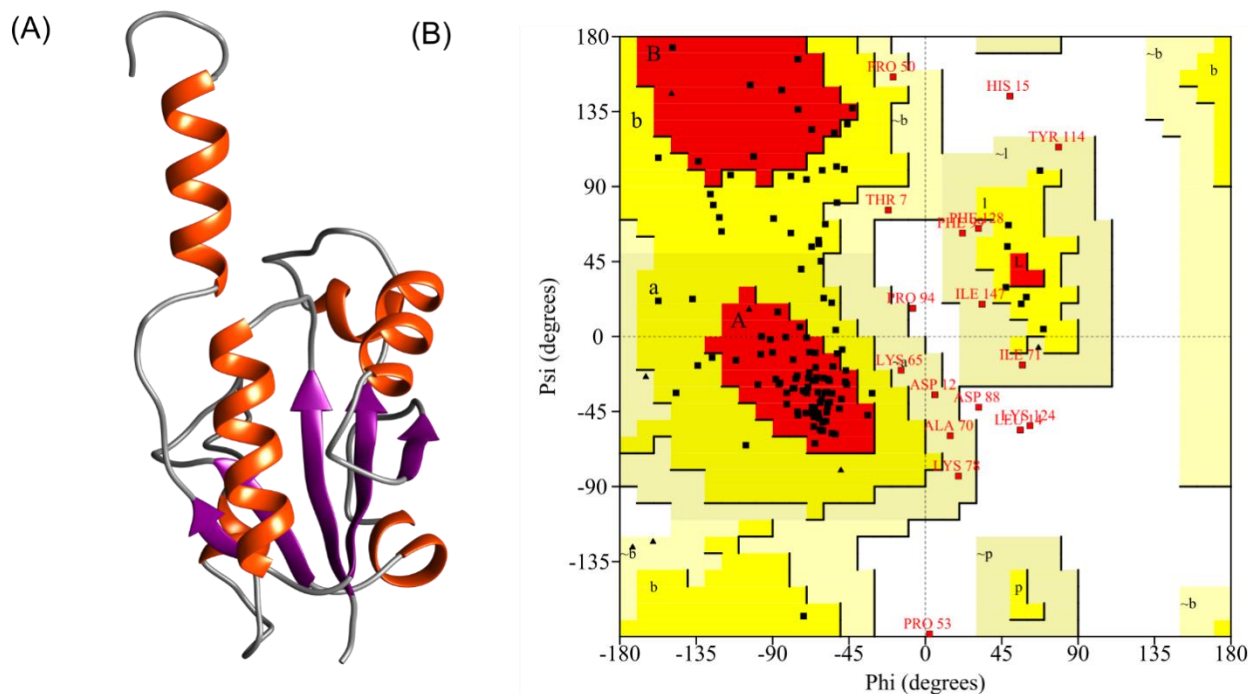 (A)
(B)
180
135
90
45
0
-45
-90
-135
-180
-135
-90
-45
0
45
90
135
180
Psi (degrees)
Phi (degrees)
B
PRO 50
~b
b
HIS 15
b
~b
TYR 114
~l
THR 7
l
PHE 128
L
a
PRO 94
ILE 147
A
LYS 65
ILE 71
ASP 12
ASP 88
LYS 124
ALA 70
LYS 78
~b
~p
b
p
~b
PRO 53